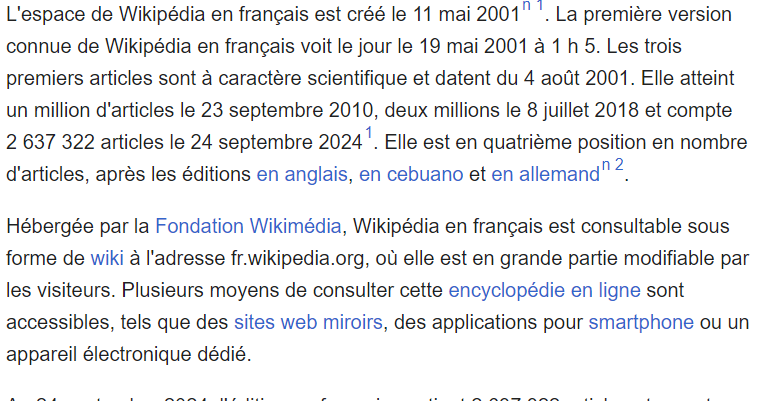 L'espace de Wikipédia en français est créé le 11 mai 2001n 1. La première version
connue de Wikipédia en français voit le jour le 19 mai 2001 à 1 h 5. Les trois
premiers articles sont à caractère scientifique et datent du 4 août 2001. Elle atteint
un million d'articles le 23 septembre 2010, deux millions le 8 juillet 2018 et compte
2 637 322 articles le 24 septembre 20241. Elle est en quatrième position en nombre
d'articles, après les éditions en anglais, en cebuano et en allemandn 2.
Hébergée par la Fondation Wikimédia, Wikipédia en français est consultable sous
forme de wiki à l'adresse fr.wikipedia.org, où elle est en grande partie modifiable par
les visiteurs. Plusieurs moyens de consulter cette encyclopédie en ligne sont
accessibles, tels que des sites web miroirs, des applications pour smartphone ou un
appareil électronique dédié.